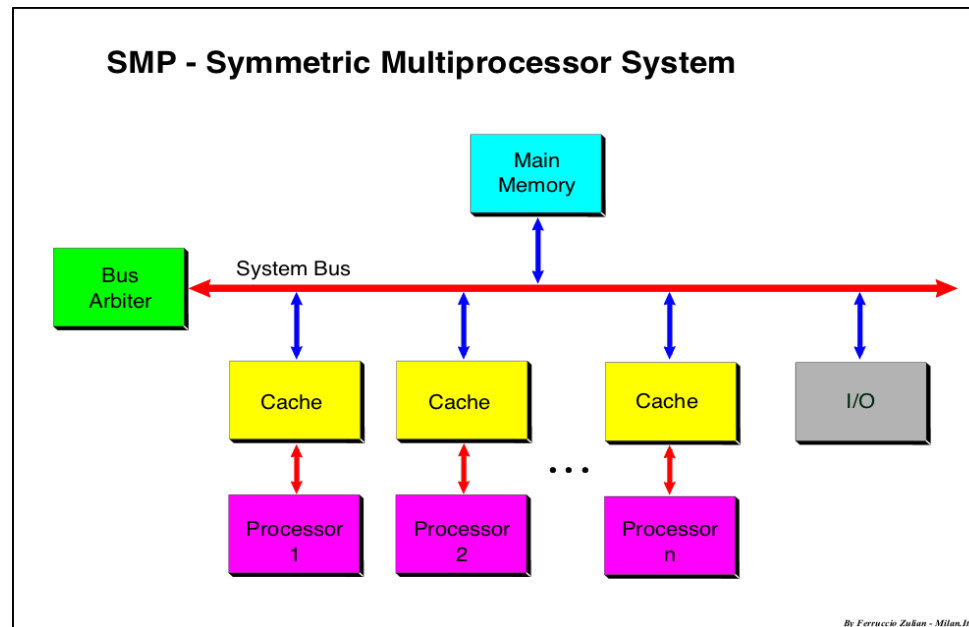 SMP - Symmetric Multiprocessor System
Main
Memory
Bus
Arbiter
System Bus
Cache
Cache
Cache
I/O
...
Processor
1
Processor
2
Processor
n
By Ferruccio Zulian - Milan.It